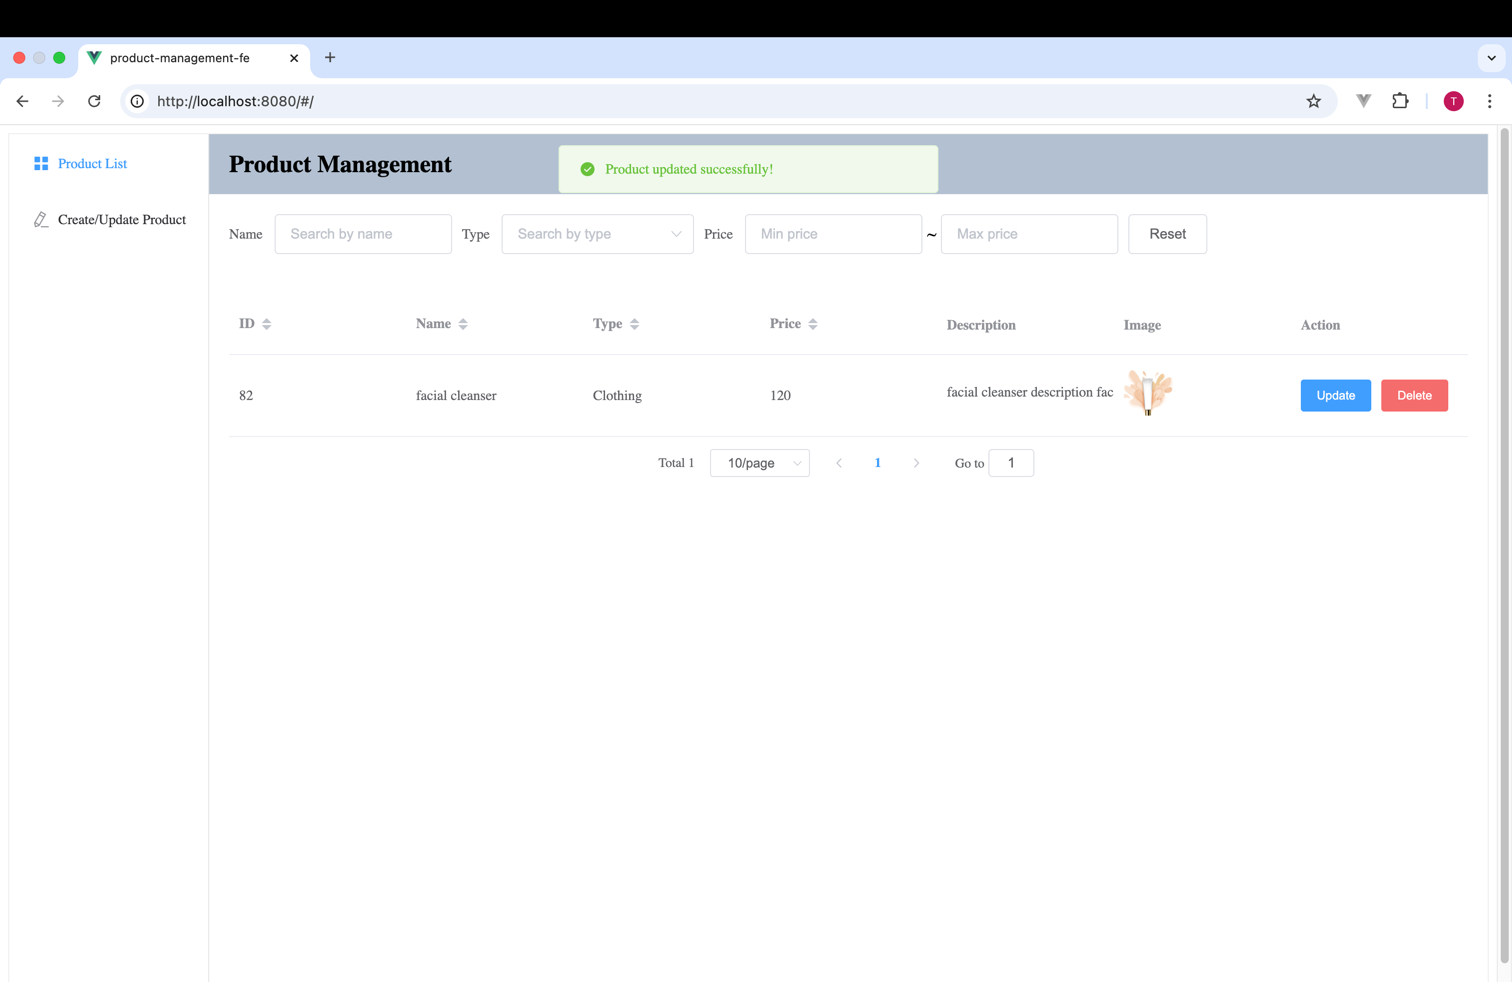 product-management-fe
http://localhost:8080/#/
T
Product List
Create/Update Product
Product Management
Product updated successfully!
Name Search by name Type Search by type Price Min price ~ Max price Reset
ID Name Type Price Description Image Action
82 facial cleanser Clothing 120 facial cleanser description fac Update Delete
Total 1 10/page 1 Go to 1